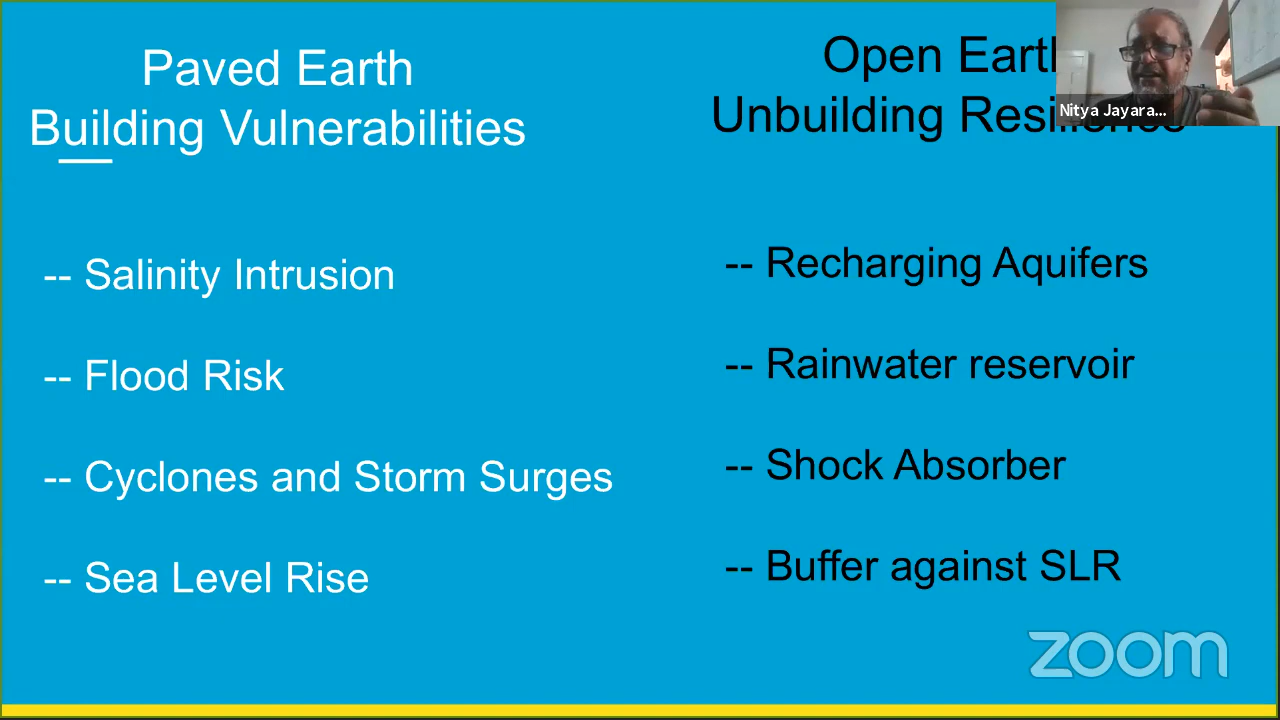 Paved Earth
Building Vulnerabilities
-- Salinity Intrusion
-- Flood Risk
-- Cyclones and Storm Surges
-- Sea Level Rise
Open Earth
Unbuilding Resilience
-- Recharging Aquifers
-- Rainwater reservoir
-- Shock Absorber
-- Buffer against SLR
Nitya Jayara...
zoom